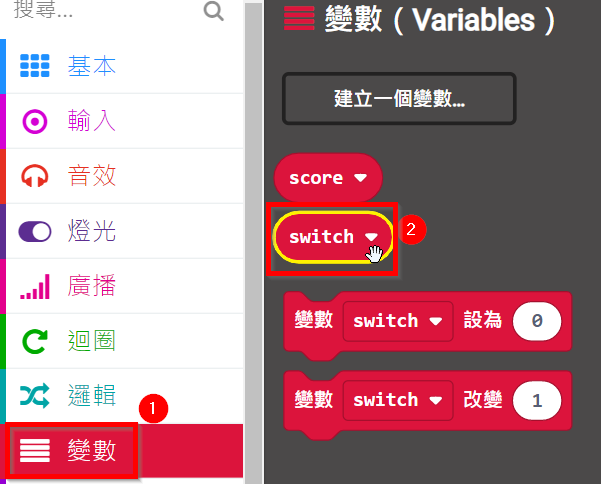 搜尋...
基本
輸入
音效
燈光
廣播
迴圈
邏輯
1
變數
變數（Variables）
建立一個變數...
score
switch
2
變數 switch 設為 0
變數 switch 改變 1